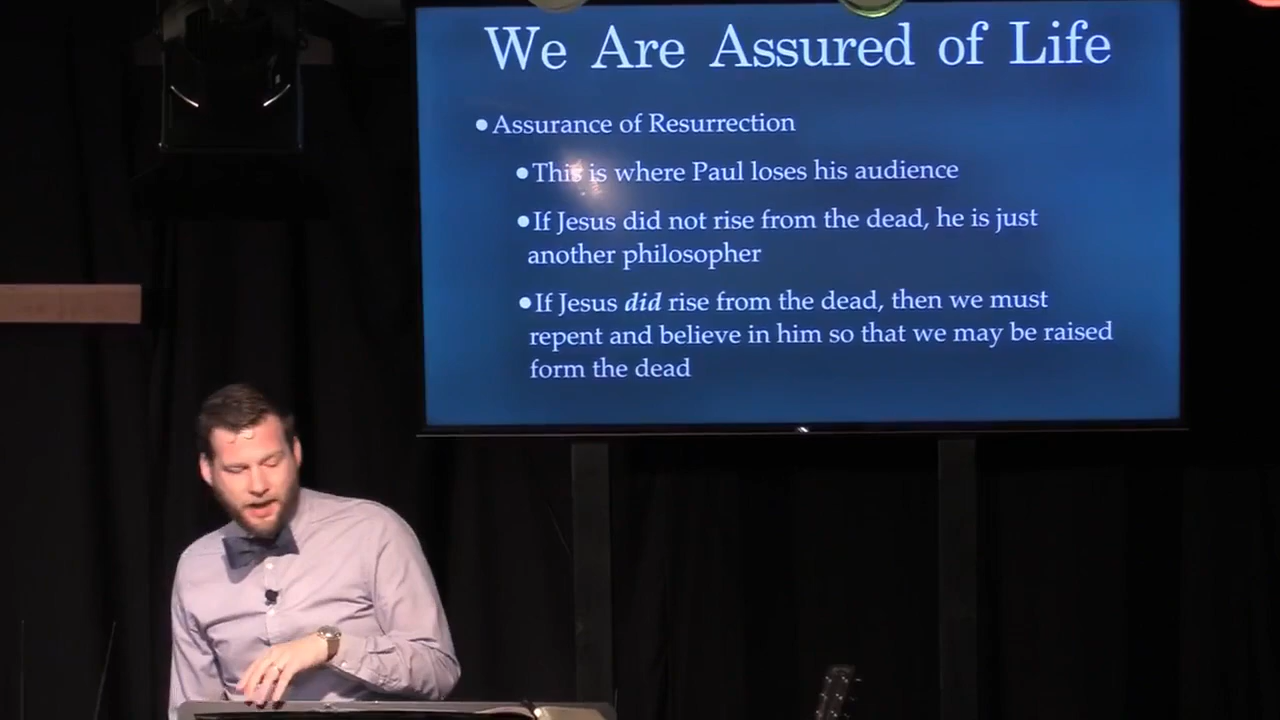 We Are Assured of Life
•Assurance of Resurrection
•This is where Paul loses his audience
•If Jesus did not rise from the dead, he is just
another philosopher
•If Jesus did rise from the dead, then we must
repent and believe in him so that we may be raised
form the dead